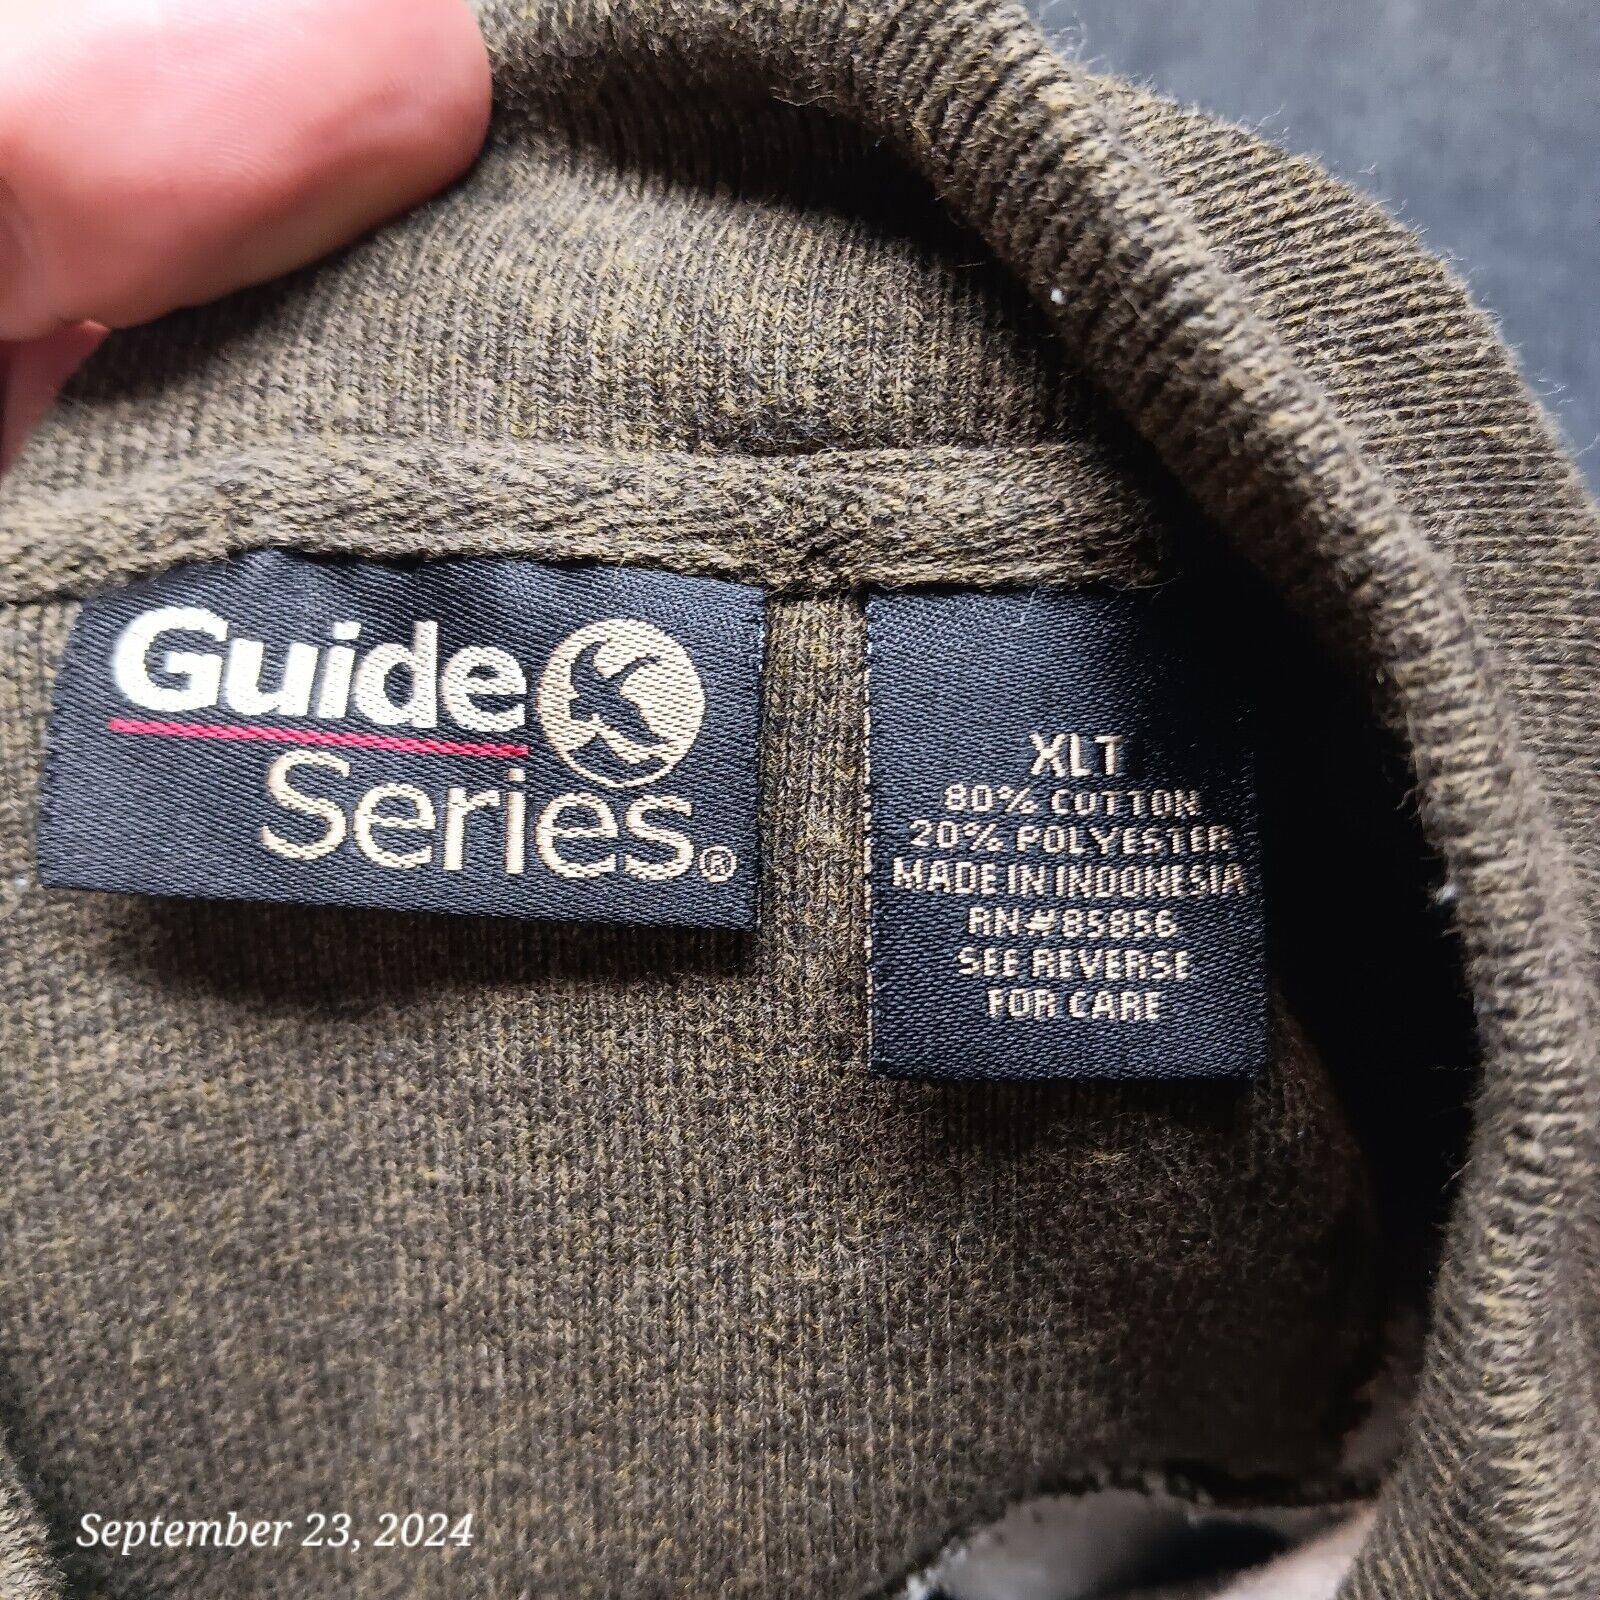 Guide
Series®
XLT
80% COTTON
20% POLYESTER
MADE IN INDONESIA
RN#85856
SEE REVERSE
FOR CARE
September 23, 2024